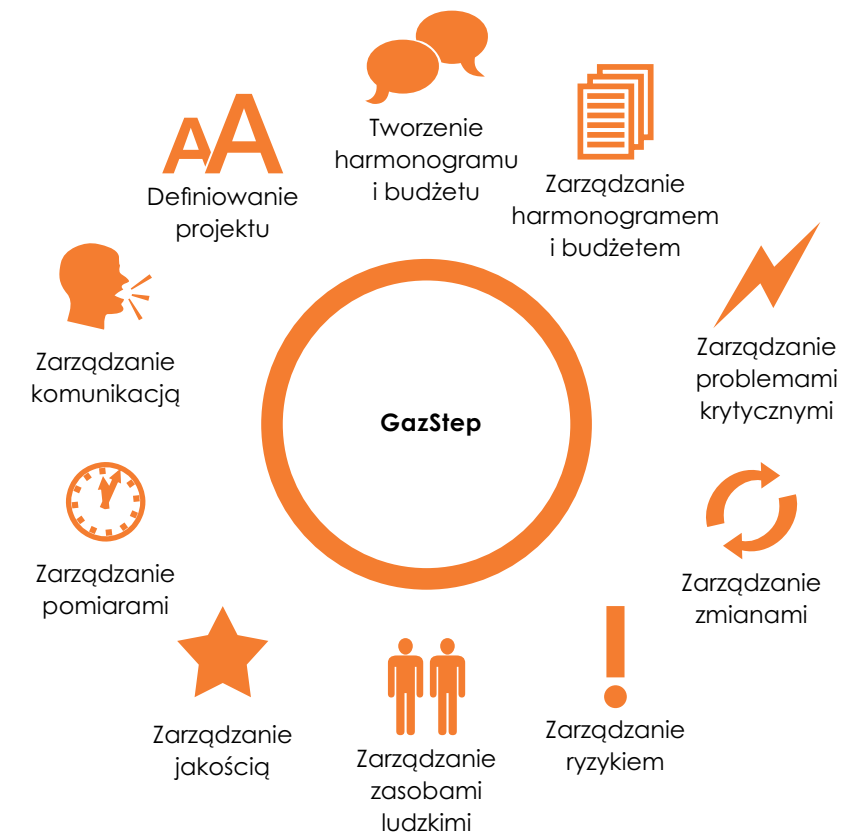 AA
Definiowanie
projektu
Tworzenie
harmonogramu
i budżetu
Zarządzanie
harmonogramem
i budżetem
Zarządzanie
problemami
krytycznymi
Zarządzanie
zmianami
Zarządzanie
ryzykiem
Zarządzanie
zasobami
ludzkimi
Zarządzanie
jakością
Zarządzanie
pomiarami
Zarządzanie
komunikacją
GazStep